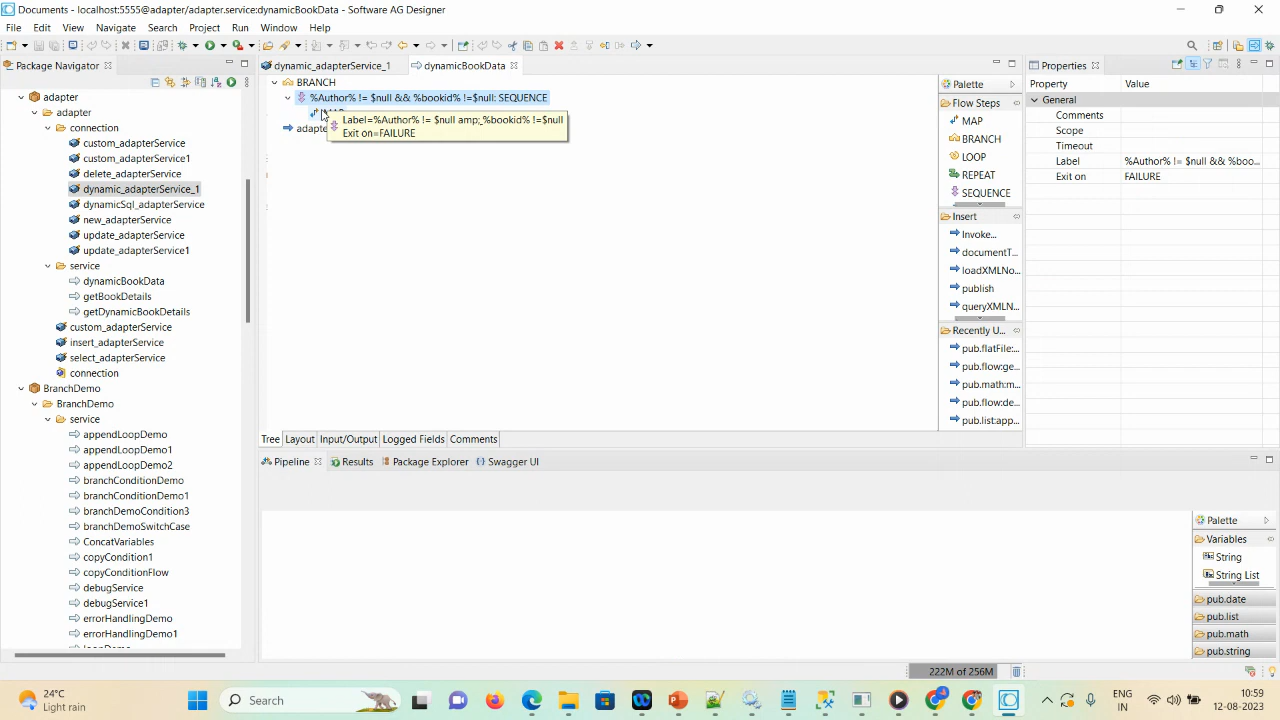 Documents - localhost:5555@adapter/adapter.service:dynamicBookData - Software AG Designer
File Edit View Navigate Search Project Run Window Help
Package Navigator
adapter
adapter
connection
custom_adapterService
custom_adapterService1
delete_adapterService
dynamic_adapterService_1
dynamicSql_adapterService
new_adapterService
update_adapterService
update_adapterService1
service
dynamicBookData
getBookDetails
getDynamicBookDetails
custom_adapterService
insert_adapterService
select_adapterService
connection
BranchDemo
BranchDemo
service
appendLoopDemo
appendLoopDemo1
appendLoopDemo2
branchConditionDemo
branchConditionDemo1
branchDemoCondition3
branchDemoSwitchCase
ConcatVariables
copyCondition1
copyConditionFlow
debugService
debugService1
errorHandlingDemo
errorHandlingDemo1
dynamic_adapterService_1
dynamicBookData
BRANCH
%Author% != $null && %bookid% !=$null: SEQUENCE
Label=%Author% != $null amp;_%bookid% !=$null
Exit on=FAILURE
adapte
Tree Layout Input/Output Logged Fields Comments
Palette
Flow Steps
MAP
BRANCH
LOOP
REPEAT
SEQUENCE
Insert
Invoke...
documentT...
loadXMLNo...
publish
queryXMLN...
Recently U...
pub.flatFile:...
pub.flow:ge...
pub.math:m...
pub.flow:de...
pub.list:app...
Properties
Property Value
General
Comments
Scope
Timeout
Label %Author% != $null && %boo...
Exit on FAILURE
Pipeline Results Package Explorer Swagger UI
Palette
Variables
String
String List
pub.date
pub.list
pub.math
pub.string
222M of 256M
24°C
Light rain
Search
ENG
IN
10:59
12-08-2023